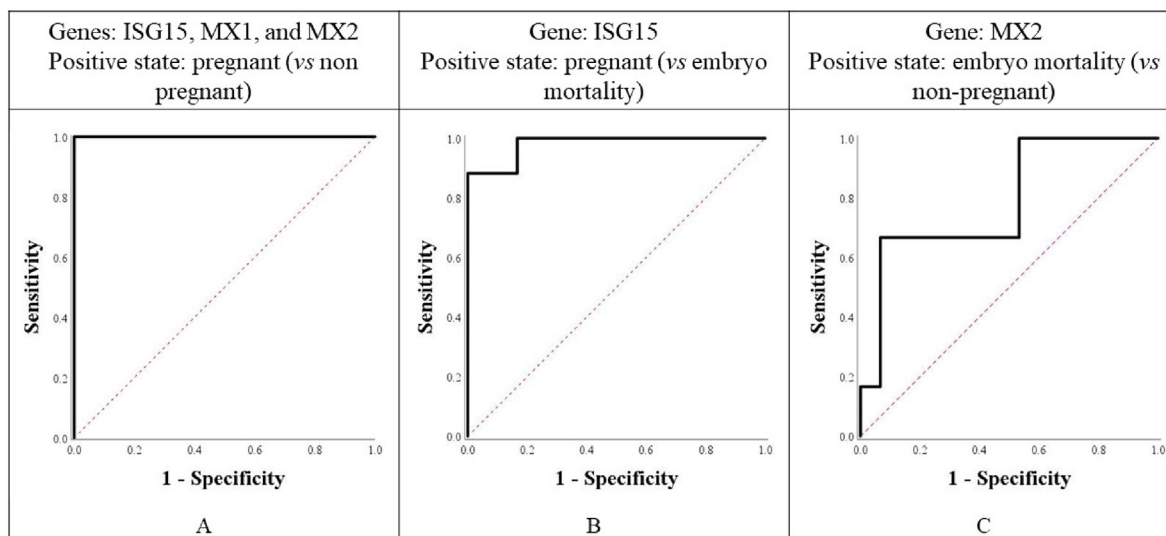 Genes: ISG15, MX1, and MX2
Positive state: pregnant (vs non
pregnant)
Gene: ISG15
Positive state: pregnant (vs embryo
mortality)
Gene: MX2
Positive state: embryo mortality (vs
non-pregnant)
1.0
0.8
0.6
0.4
0.2
0.0
Sensitivity
0.0 0.2 0.4 0.6 0.8 1.0
1 - Specificity
A
1.0
0.8
0.6
0.4
0.2
0.0
Sensitivity
0.0 0.2 0.4 0.6 0.8 1.0
1 - Specificity
B
1.0
0.8
0.6
0.4
0.2
0.0
Sensitivity
0.0 0.2 0.4 0.6 0.8 1.0
1 - Specificity
C